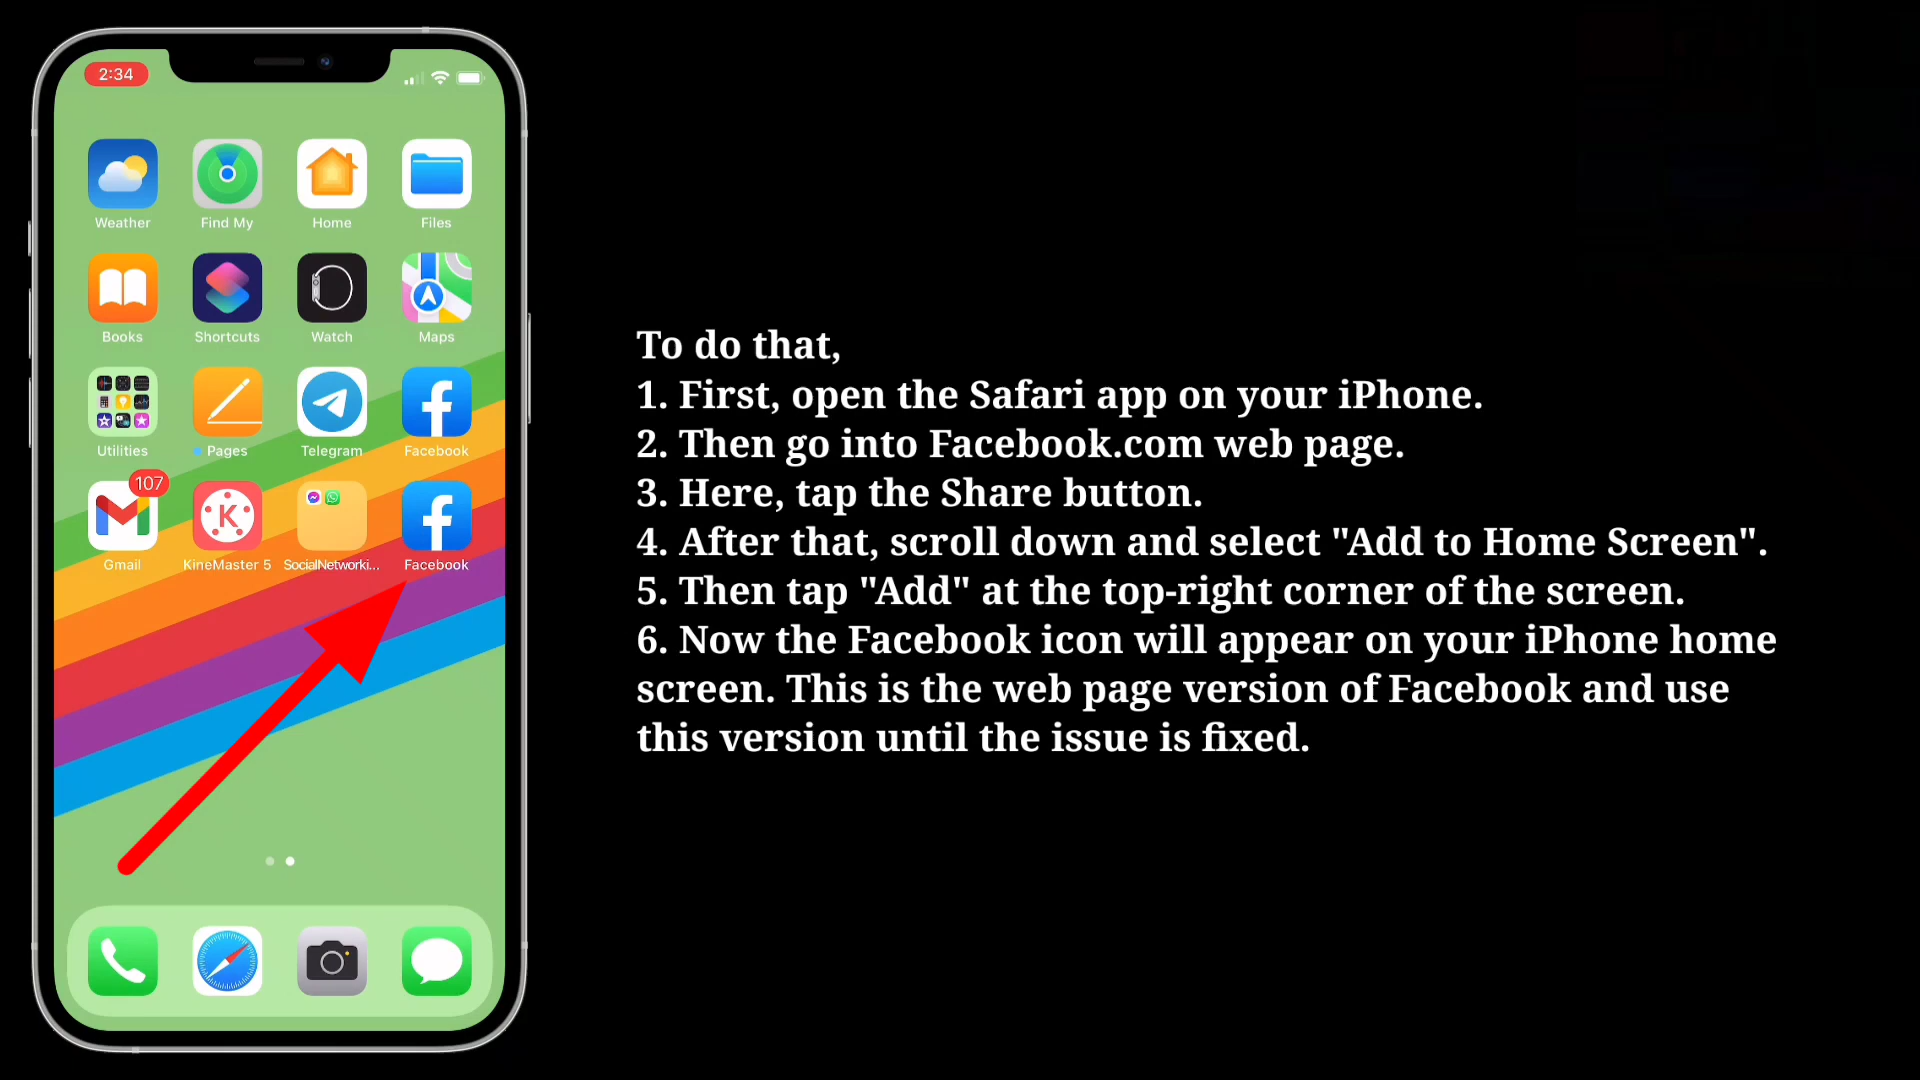 2:34
Weather
Find My
Home
Files
Books
Shortcuts
Watch
Maps
Utilities
Pages
Telegram
Facebook
107
Gmail
KineMaster 5
SocialNetworki...
Facebook
To do that,
1. First, open the Safari app on your iPhone.
2. Then go into Facebook.com web page.
3. Here, tap the Share button.
4. After that, scroll down and select "Add to Home Screen".
5. Then tap "Add" at the top-right corner of the screen.
6. Now the Facebook icon will appear on your iPhone home
screen. This is the web page version of Facebook and use
this version until the issue is fixed.